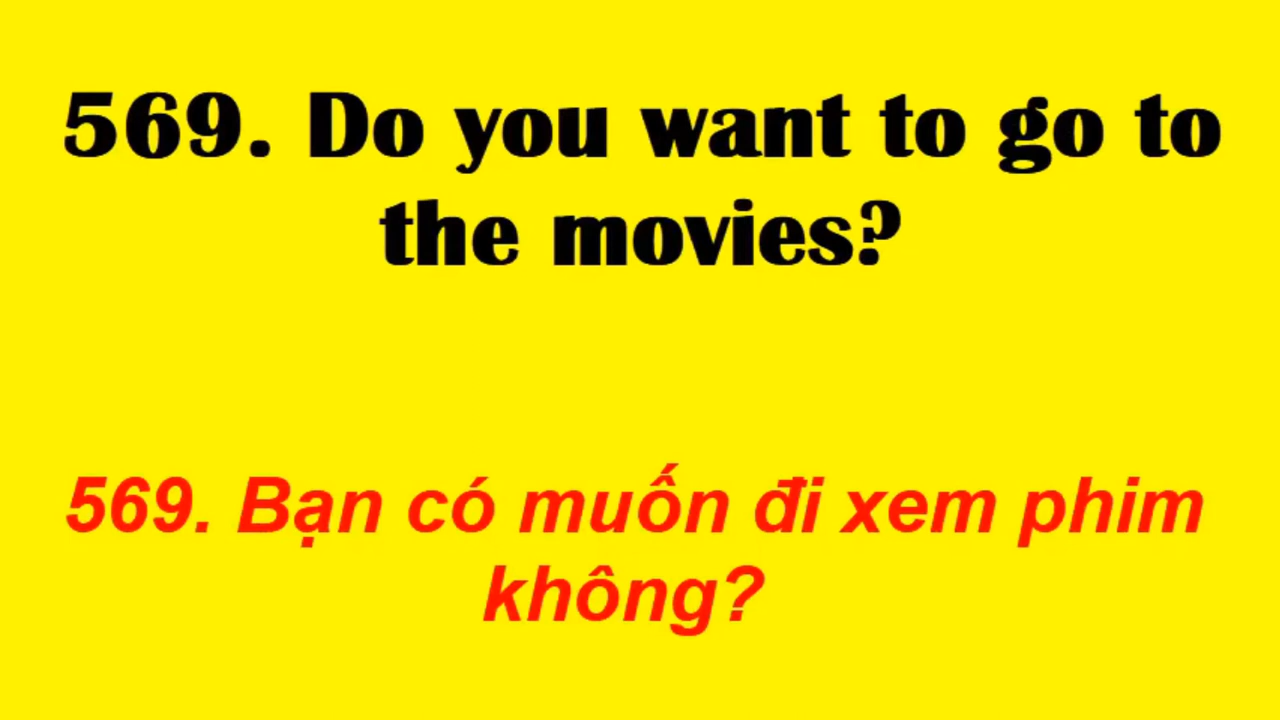 569. Do you want to go to
the movies?
569. Bạn có muốn đi xem phim
không?